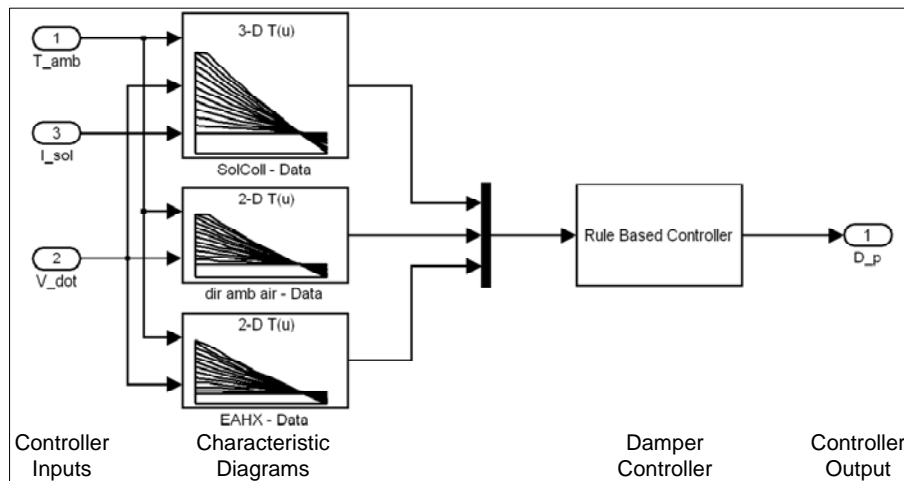 1
T_amb
3
I_sol
2
V_dot
3-D T(u)
SolColl - Data
2-D T(u)
dir amb air - Data
2-D T(u)
EAHX - Data
Rule Based Controller
1
D_p
Controller
Inputs
Characteristic
Diagrams
Damper
Controller
Controller
Output